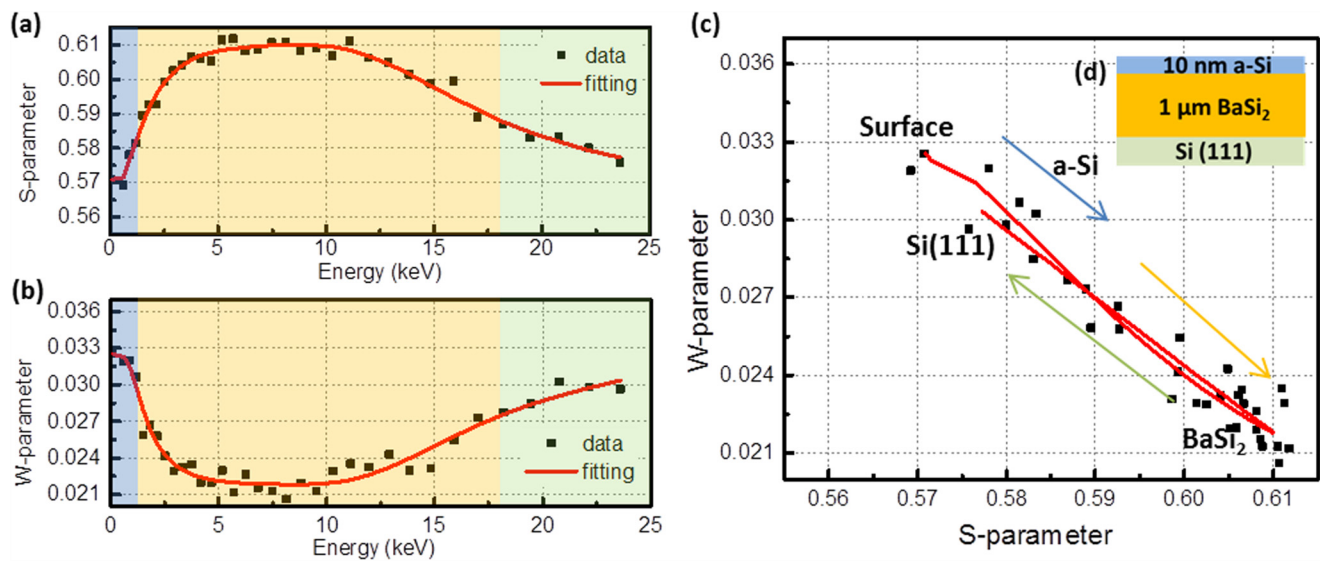 (a)
0.61
0.60
0.59
0.58
0.57
0.56
S-parameter
data
fitting
0 5 10 15 20 25
Energy (keV)
(b)
0.036
0.033
0.030
0.027
0.024
0.021
W-parameter
data
fitting
0 5 10 15 20 25
Energy (keV)
(c)
0.036
0.033
0.030
0.027
0.024
0.021
W-parameter
Surface
a-Si
Si(111)
BaSi₂
(d)
10 nm a-Si
1 μm BaSi₂
Si (111)
0.56 0.57 0.58 0.59 0.60 0.61
S-parameter